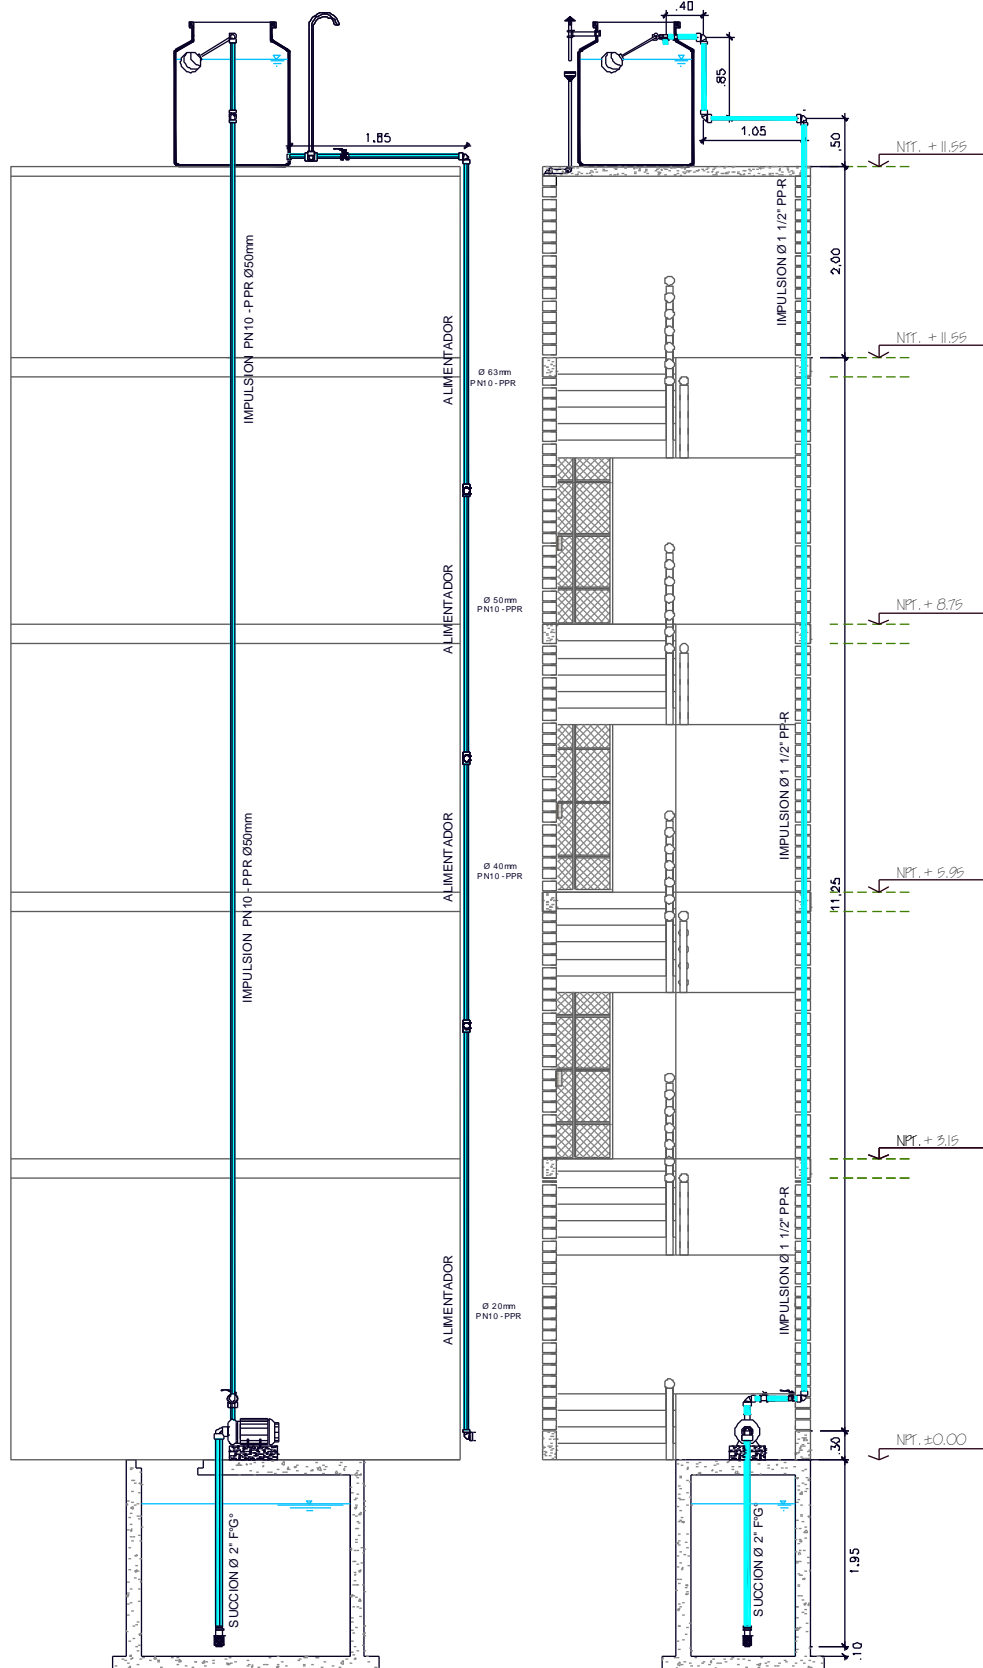 .40
.85
1.85
1.05
.50
NTT. + 11.55
IMPULSION PN10 - PPR Ø50mm
ALIMENTADOR
IMPULSION Ø 1 1/2" PP-R
2.00
NTT. + 11.55
Ø 63mm
PN10 - PPR
ALIMENTADOR
Ø 50mm
PN10 - PPR
NPT. + 8.75
IMPULSION Ø 1 1/2" PP-R
IMPULSION PN10 - PPR Ø50mm
ALIMENTADOR
Ø 40mm
PN10 - PPR
11.25
NPT. + 5.95
NPT. + 3.15
ALIMENTADOR
Ø 20mm
PN10 - PPR
IMPULSION Ø 1 1/2" PP-R
.30
NPT. ±0.00
SUCCION Ø 2" F°G°
SUCCION Ø 2" F°G°
1.95
.10